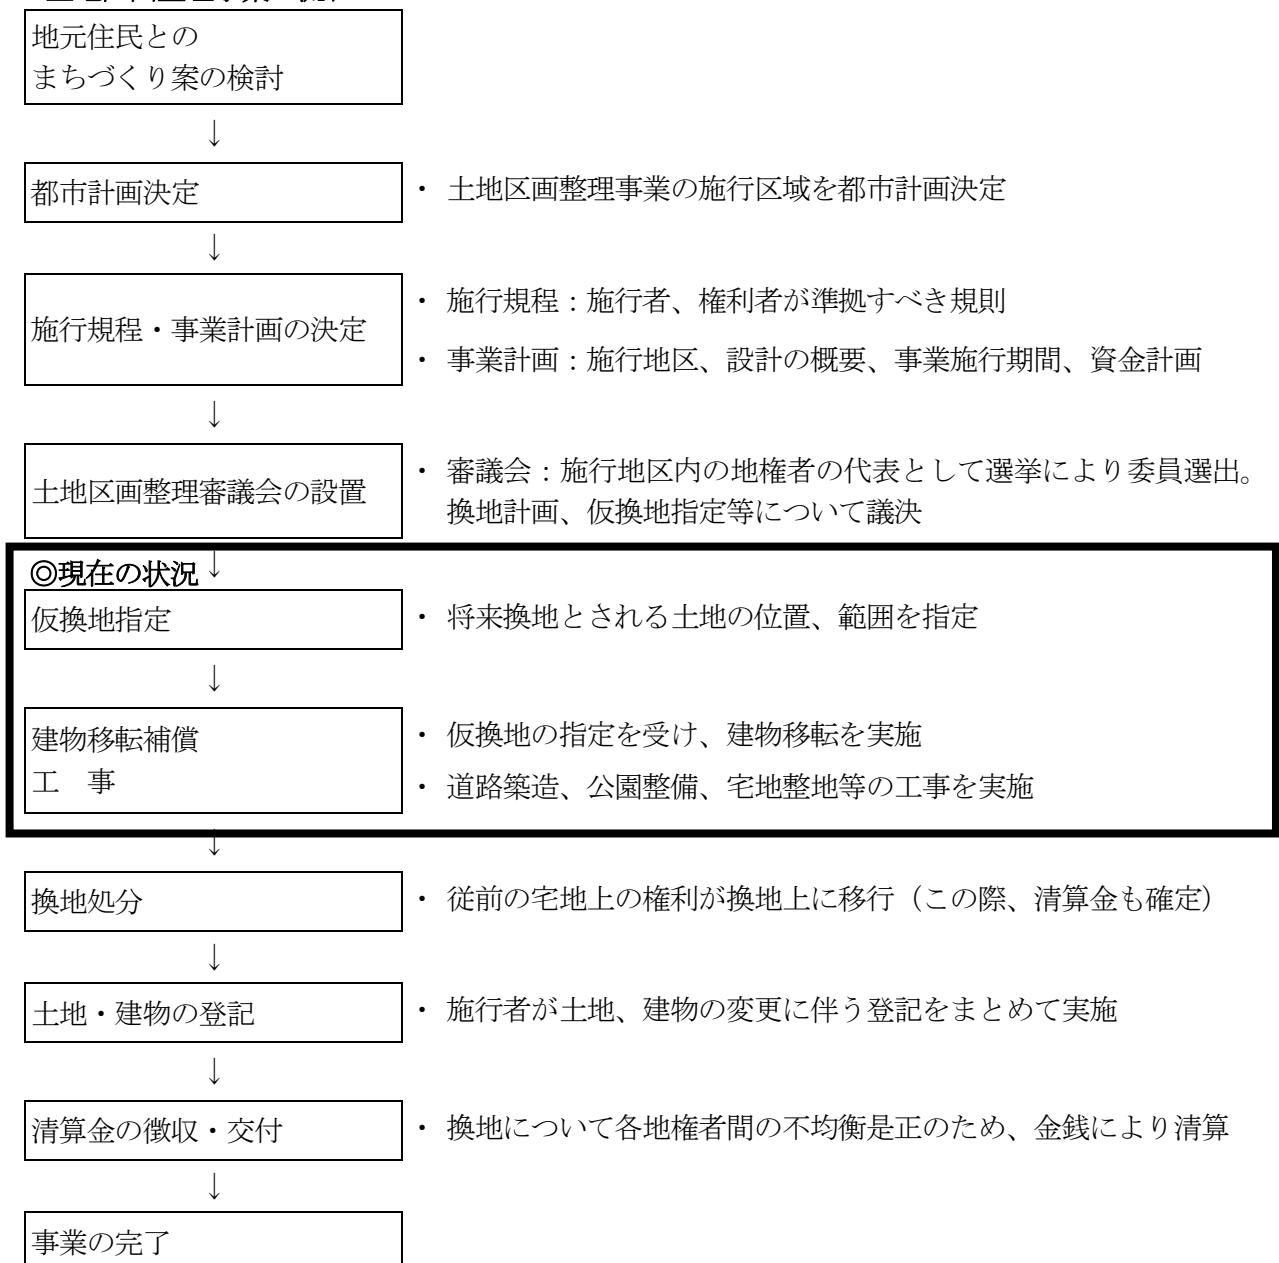 地元住民との
まちづくり案の検討
↓
都市計画決定
・ 土地区画整理事業の施行区域を都市計画決定
↓
施行規程・事業計画の決定
・ 施行規程：施行者、権利者が準拠すべき規則
・ 事業計画：施行地区、設計の概要、事業施行期間、資金計画
↓
土地区画整理審議会の設置
・ 審議会：施行地区内の地権者の代表として選挙により委員選出。
換地計画、仮換地指定等について議決
◎現在の状況 ↓
仮換地指定
・ 将来換地とされる土地の位置、範囲を指定
↓
建物移転補償
工　事
・ 仮換地の指定を受け、建物移転を実施
・ 道路築造、公園整備、宅地整地等の工事を実施
↓
換地処分
・ 従前の宅地上の権利が換地上に移行（この際、清算金も確定）
↓
土地・建物の登記
・ 施行者が土地、建物の変更に伴う登記をまとめて実施
↓
清算金の徴収・交付
・ 換地について各地権者間の不均衡是正のため、金銭により清算
↓
事業の完了